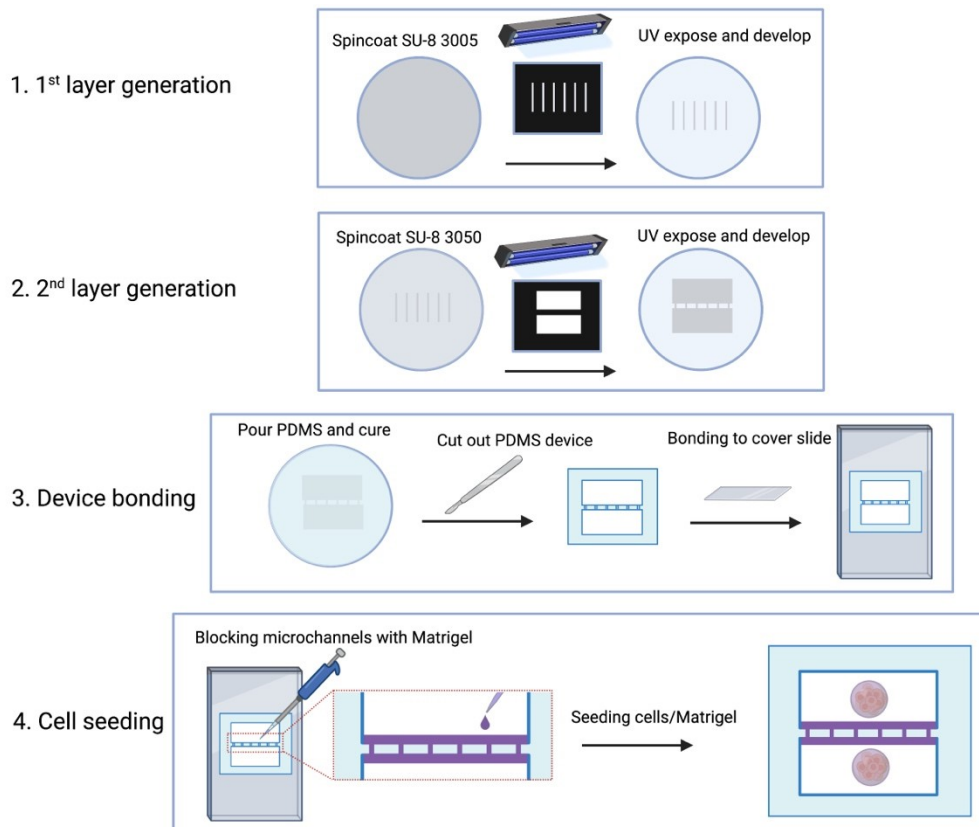 Spincoat SU-8 3005
UV expose and develop
1. 1st layer generation
Spincoat SU-8 3050
UV expose and develop
2. 2nd layer generation
Pour PDMS and cure
Cut out PDMS device
Bonding to cover slide
3. Device bonding
Blocking microchannels with Matrigel
4. Cell seeding
Seeding cells/Matrigel